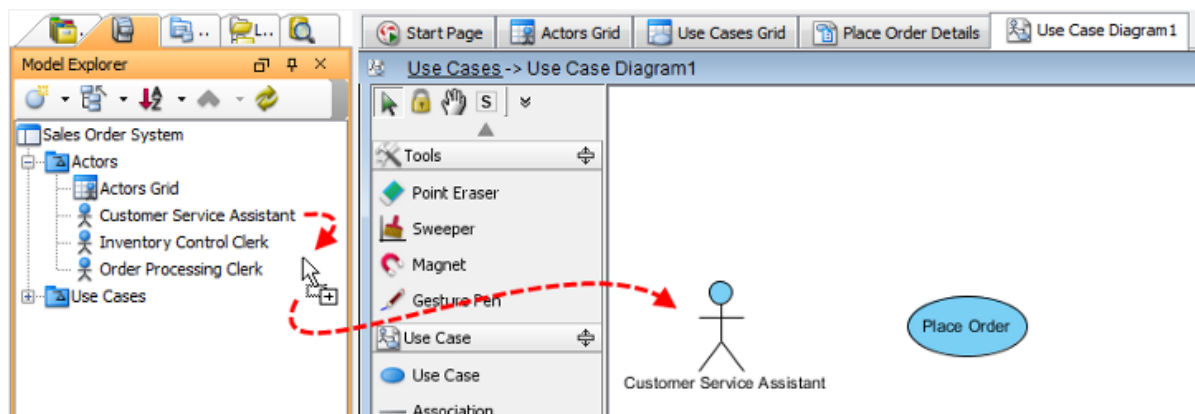 L..
Start Page
Actors Grid
Use Cases Grid
Place Order Details
Use Case Diagram1
Model Explorer
Use Cases -> Use Case Diagram1
S
Sales Order System
Tools
Actors
Actors Grid
Point Eraser
Customer Service Assistant
Sweeper
Inventory Control Clerk
Order Processing Clerk
Magnet
Use Cases
Gesture Pen
Place Order
Use Case
Use Case
Customer Service Assistant
Association